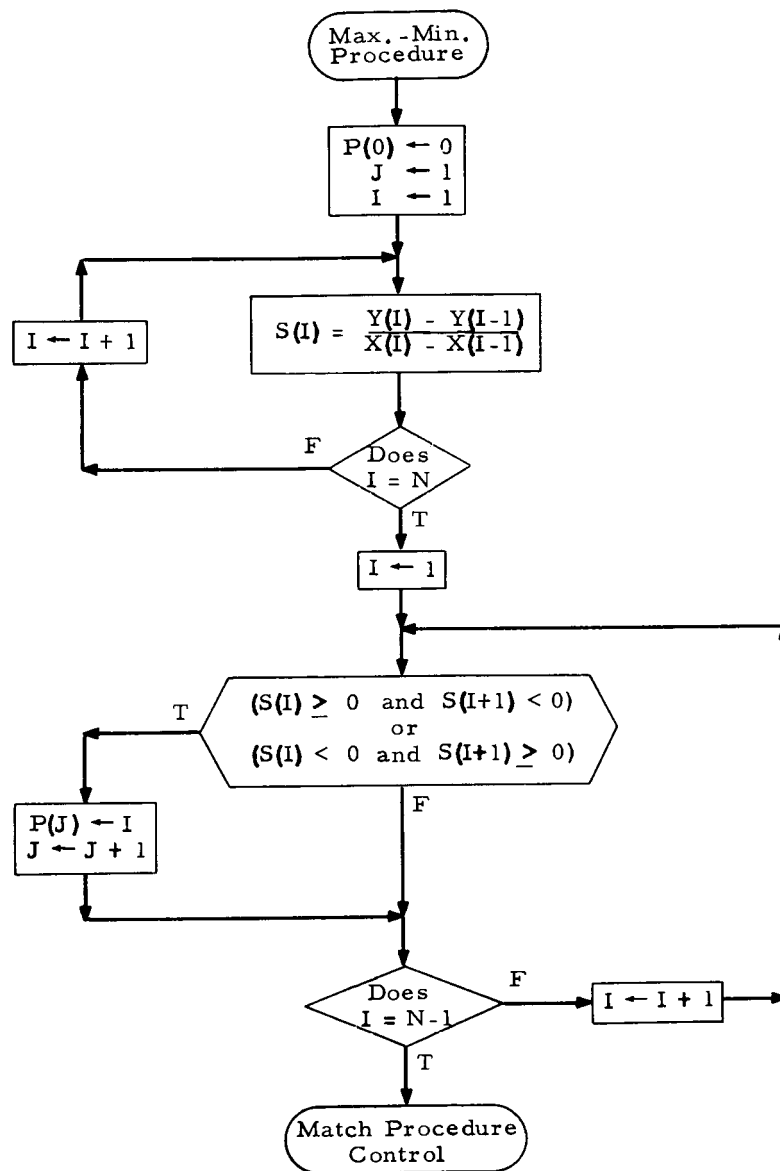 Max.-Min.
Procedure
P(0) ← 0
J ← 1
I ← 1
I ← I + 1
S(I) = Y(I) - Y(I-1)
X(I) - X(I-1)
F
Does
I = N
T
I ← 1
T
(S(I) ≥ 0 and S(I+1) < 0)
or
(S(I) < 0 and S(I+1) ≥ 0)
F
P(J) ← I
J ← J + 1
Does
I = N-1
F
I ← I + 1
T
Match Procedure
Control